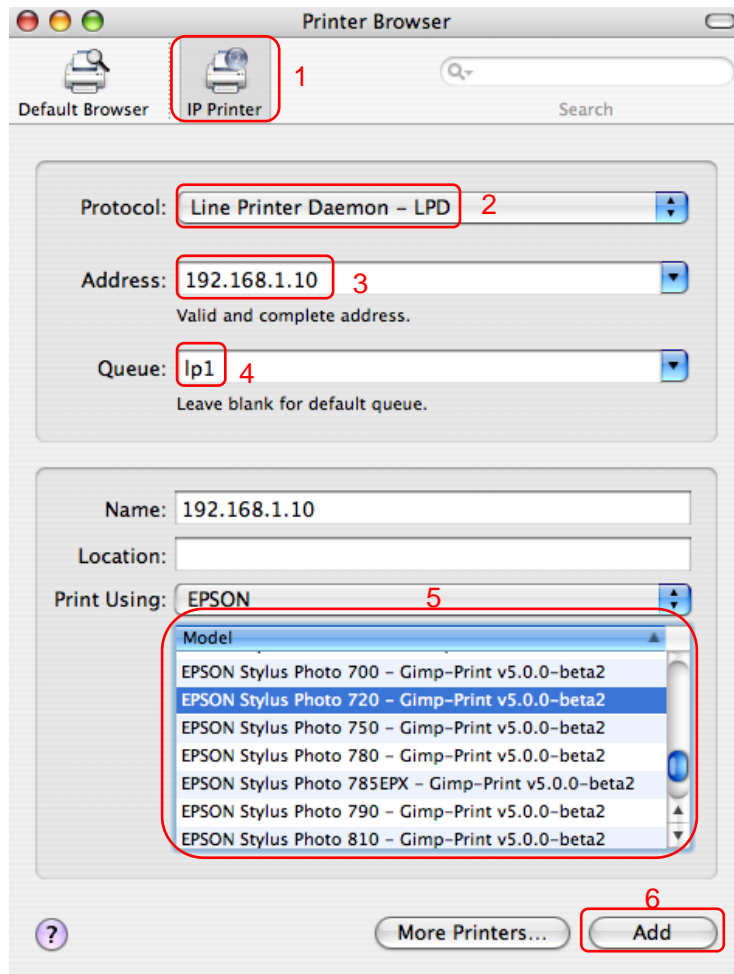 Printer Browser
Default Browser
IP Printer
1
Search
Protocol: Line Printer Daemon – LPD 2
Address: 192.168.1.10 3
Valid and complete address.
Queue: lp1 4
Leave blank for default queue.
Name: 192.168.1.10
Location:
Print Using: EPSON 5
Model
EPSON Stylus Photo 700 – Gimp-Print v5.0.0-beta2
EPSON Stylus Photo 720 – Gimp-Print v5.0.0-beta2
EPSON Stylus Photo 750 – Gimp-Print v5.0.0-beta2
EPSON Stylus Photo 780 – Gimp-Print v5.0.0-beta2
EPSON Stylus Photo 785EPX – Gimp-Print v5.0.0-beta2
EPSON Stylus Photo 790 – Gimp-Print v5.0.0-beta2
EPSON Stylus Photo 810 – Gimp-Print v5.0.0-beta2
6
? More Printers... Add